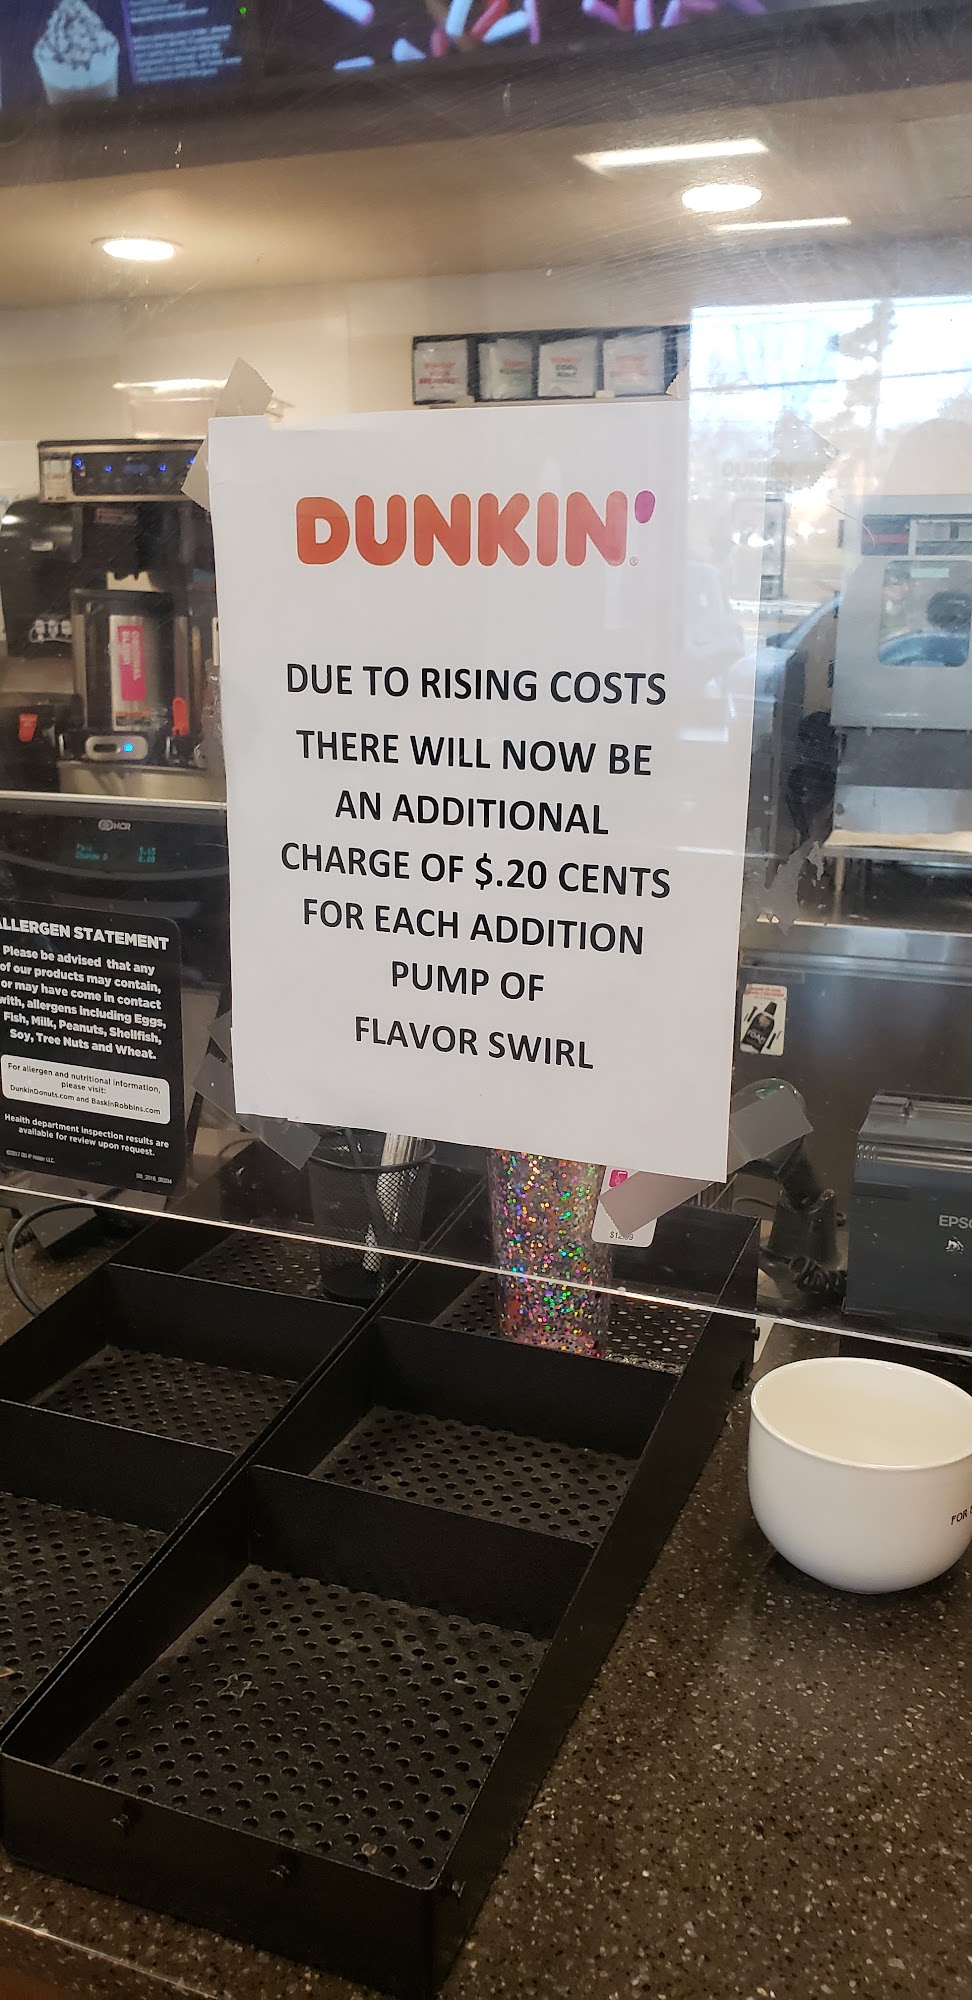 DUNKIN'
DUE TO RISING COSTS
THERE WILL NOW BE
AN ADDITIONAL
CHARGE OF $.20 CENTS
FOR EACH ADDITION
PUMP OF
FLAVOR SWIRL
NCR
ALLERGEN STATEMENT
Please be advised that any
of our products may contain,
or may have come in contact
with, allergens including Eggs,
Fish, Milk, Peanuts, Shellfish,
Soy, Tree Nuts and Wheat.
For allergen and nutritional information,
please visit:
DunkinDonuts.com and BaskinRobbins.com
Health department inspection results are
available for review upon request.
EPSO
FOR